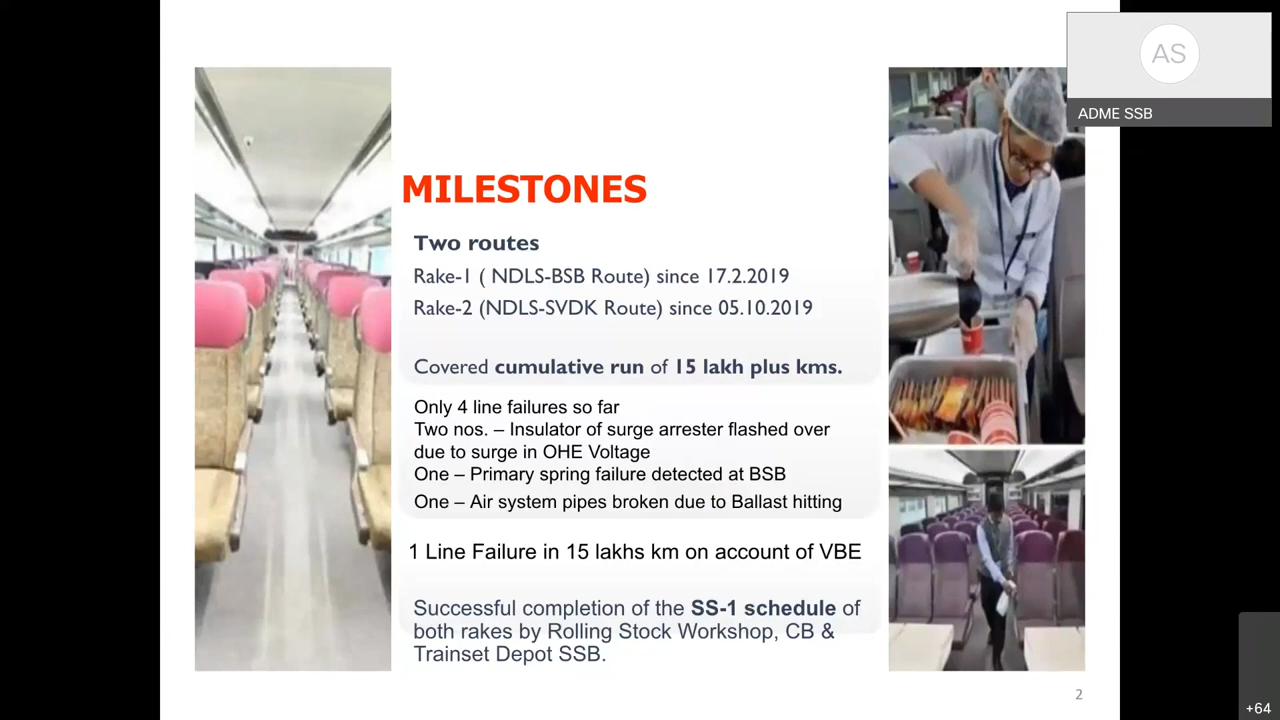 AS
ADME SSB
MILESTONES
Two routes
Rake-1 ( NDLS-BSB Route) since 17.2.2019
Rake-2 (NDLS-SVDK Route) since 05.10.2019
Covered cumulative run of 15 lakh plus kms.
Only 4 line failures so far
Two nos. – Insulator of surge arrester flashed over
due to surge in OHE Voltage
One – Primary spring failure detected at BSB
One – Air system pipes broken due to Ballast hitting
1 Line Failure in 15 lakhs km on account of VBE
Successful completion of the SS-1 schedule of
both rakes by Rolling Stock Workshop, CB &
Trainset Depot SSB.
2
+64